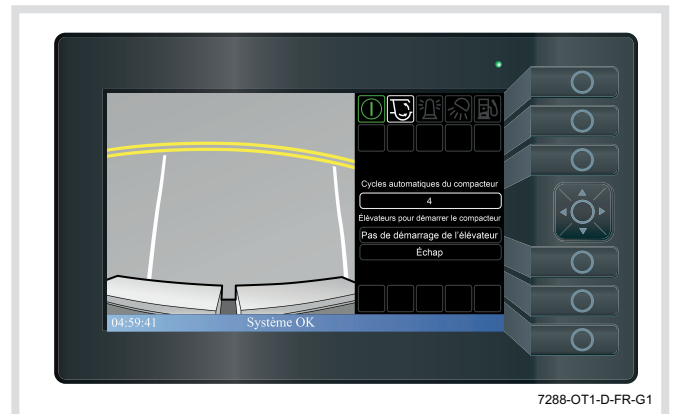 Cycles automatiques du compacteur
4
Élévateurs pour démarrer le compacteur
Pas de démarrage de l'élévateur
Échap
04:59:41 Système OK
7288-OT1-D-FR-G1